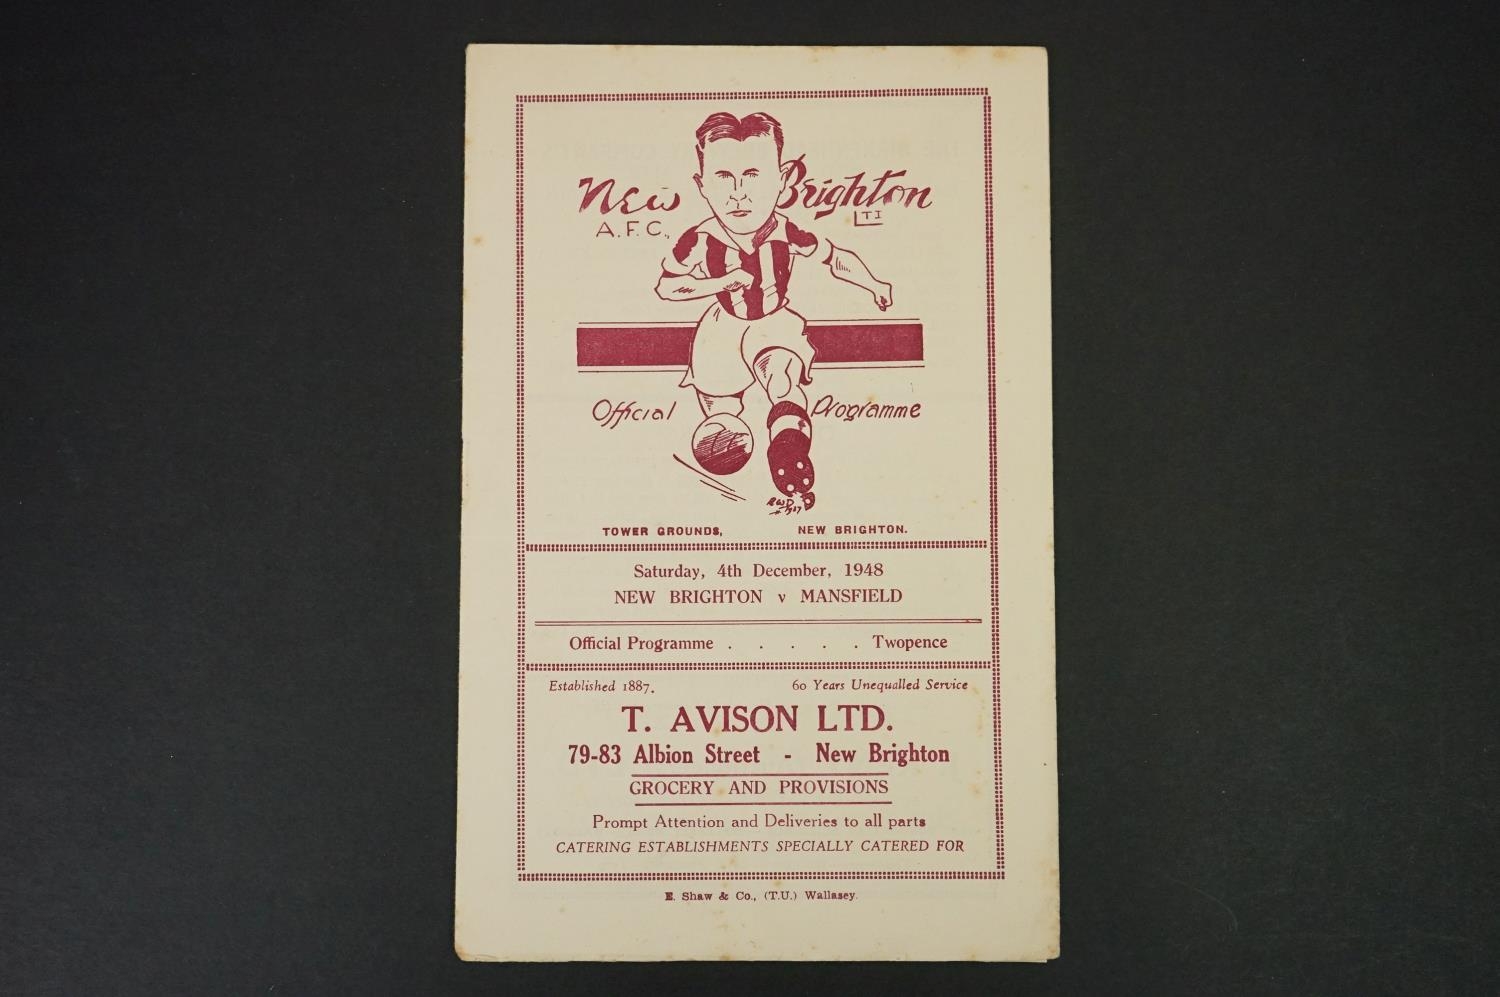 New Brighton
A.F.C., LTD
Official Programme
TOWER GROUNDS, NEW BRIGHTON.
Saturday, 4th December, 1948
NEW BRIGHTON v MANSFIELD
Official Programme . . . . . Twopence
Established 1887. 60 Years Unequalled Service
T. AVISON LTD.
79-83 Albion Street - New Brighton
GROCERY AND PROVISIONS
Prompt Attention and Deliveries to all parts
CATERING ESTABLISHMENTS SPECIALLY CATERED FOR
E. Shaw & Co., (T.U.) Wallasey.